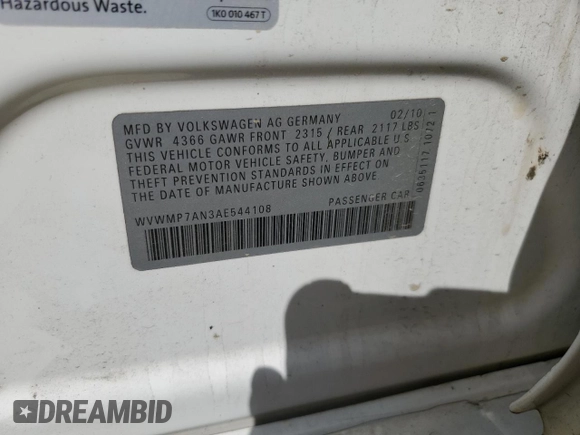 Hazardous Waste.
1K0 010 467 T
MFD BY VOLKSWAGEN AG GERMANY 02/10
GVWR 4366 GAWR FRONT 2315 / REAR 2117 LBS
THIS VEHICLE CONFORMS TO ALL APPLICABLE U.S.
FEDERAL MOTOR VEHICLE SAFETY, BUMPER AND
THEFT PREVENTION STANDARDS IN EFFECT ON
THE DATE OF MANUFACTURE SHOWN ABOVE.
WVWMP7AN3AE544108 PASSENGER CAR
DREAMBID